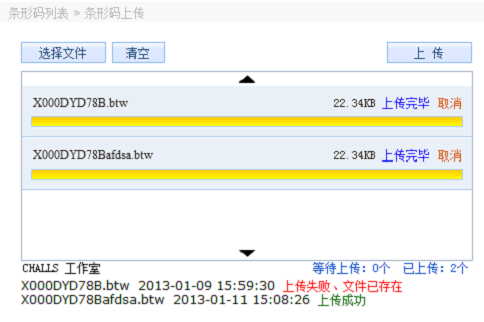 条形码列表 » 条形码上传
选择文件 清空 上 传
X000DYD78B.btw 22.34KB 上传完毕 取消
X000DYD78Bafdsa.btw 22.34KB 上传完毕 取消
CHALLS 工作室 等待上传：0个 已上传：2个
X000DYD78B.btw 2013-01-09 15:59:30 上传失败、文件已存在
X000DYD78Bafdsa.btw 2013-01-11 15:08:26 上传成功